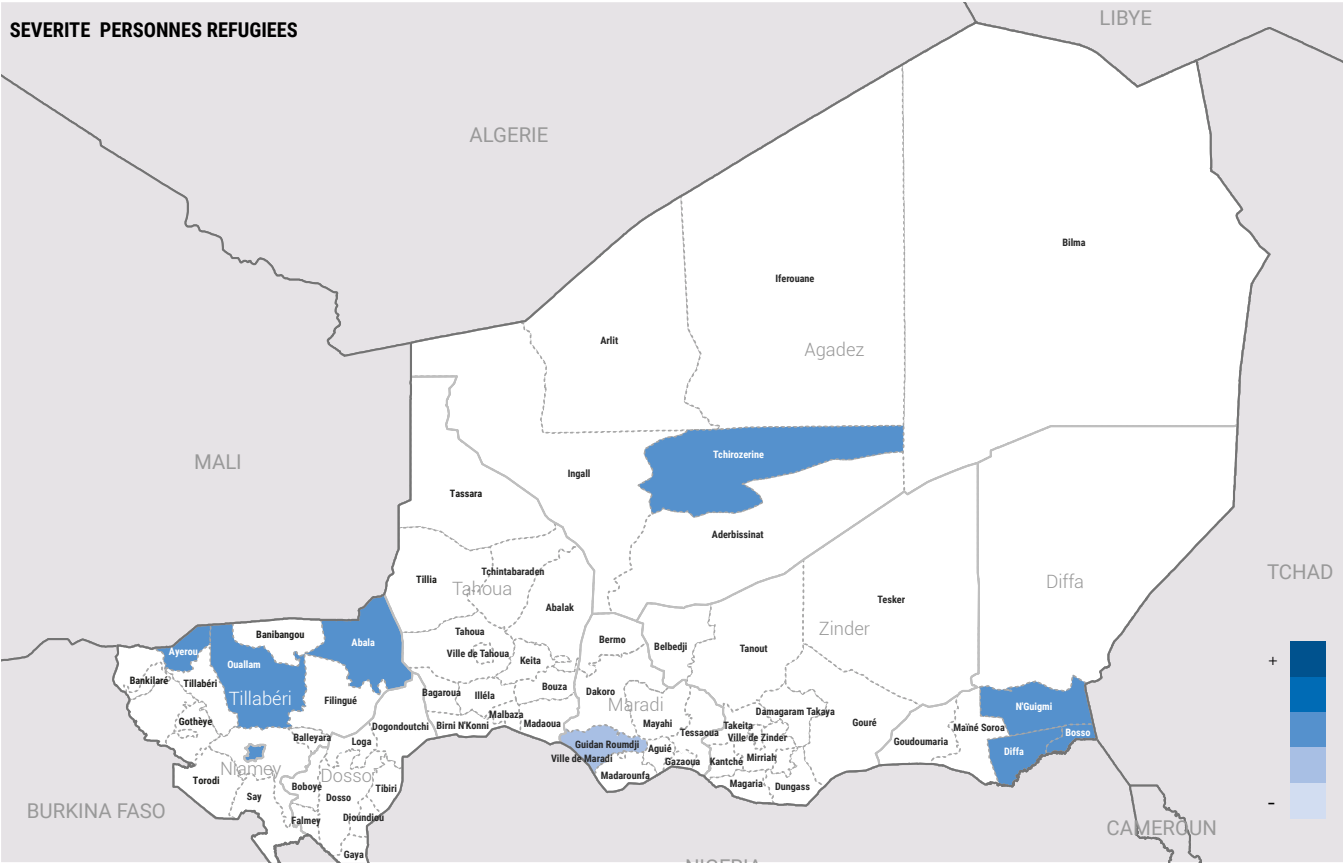 SEVERITE PERSONNES REFUGIEES
LIBYE
ALGERIE
Bilma
Iferouane
Arlit
Agadez
Tchirozerine
MALI
Ingall
Tassara
Aderbissinat
TCHAD
Tchintabaraden
Tillia
Tahoua
Diffa
Tesker
Abalak
Zinder
Tahoua
Banibangou
Abala
Bermo
Belbedji
Tanout
Ayerou
Ville de Tahoua
Keita
Ouallam
+
Bankilaré
Tillabéri
Bouza
Dakoro
Bagaroua
Illéla
Tillabéri
Filingué
Maradi
N'Guigmi
Malbaza
Damagaram Takaya
Gothèye
Birni N'Konni
Madaoua
Mayahi
Gouré
Dogondoutchi
Takeita
Maïné Soroa
Tessaoua
Bosso
Balleyara
Loga
Guidan Roumdji
Aguié
Ville de Zinder
Goudoumaria
Diffa
Ville de Maradi
Gazaoua
Kantché
Mirriah
Niamey
Dosso
Torodi
Madarounfa
Boboye
Tibiri
Magaria
Dungass
Say
Dosso
-
BURKINA FASO
Falmey
Dioundiou
CAMEROUN
Gaya
NIGERIA